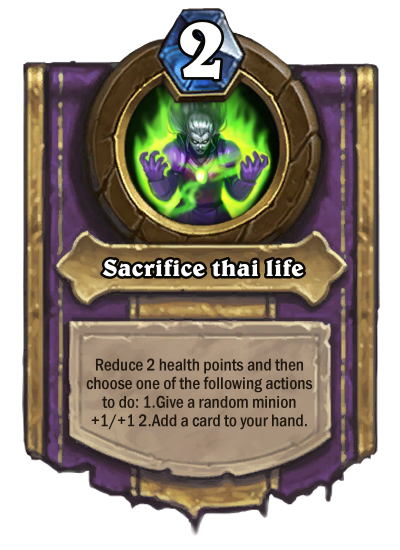 2
Sacrifice thai life
Reduce 2 health points and then
choose one of the following actions
to do: 1.Give a random minion
+1/+1 2.Add a card to your hand.